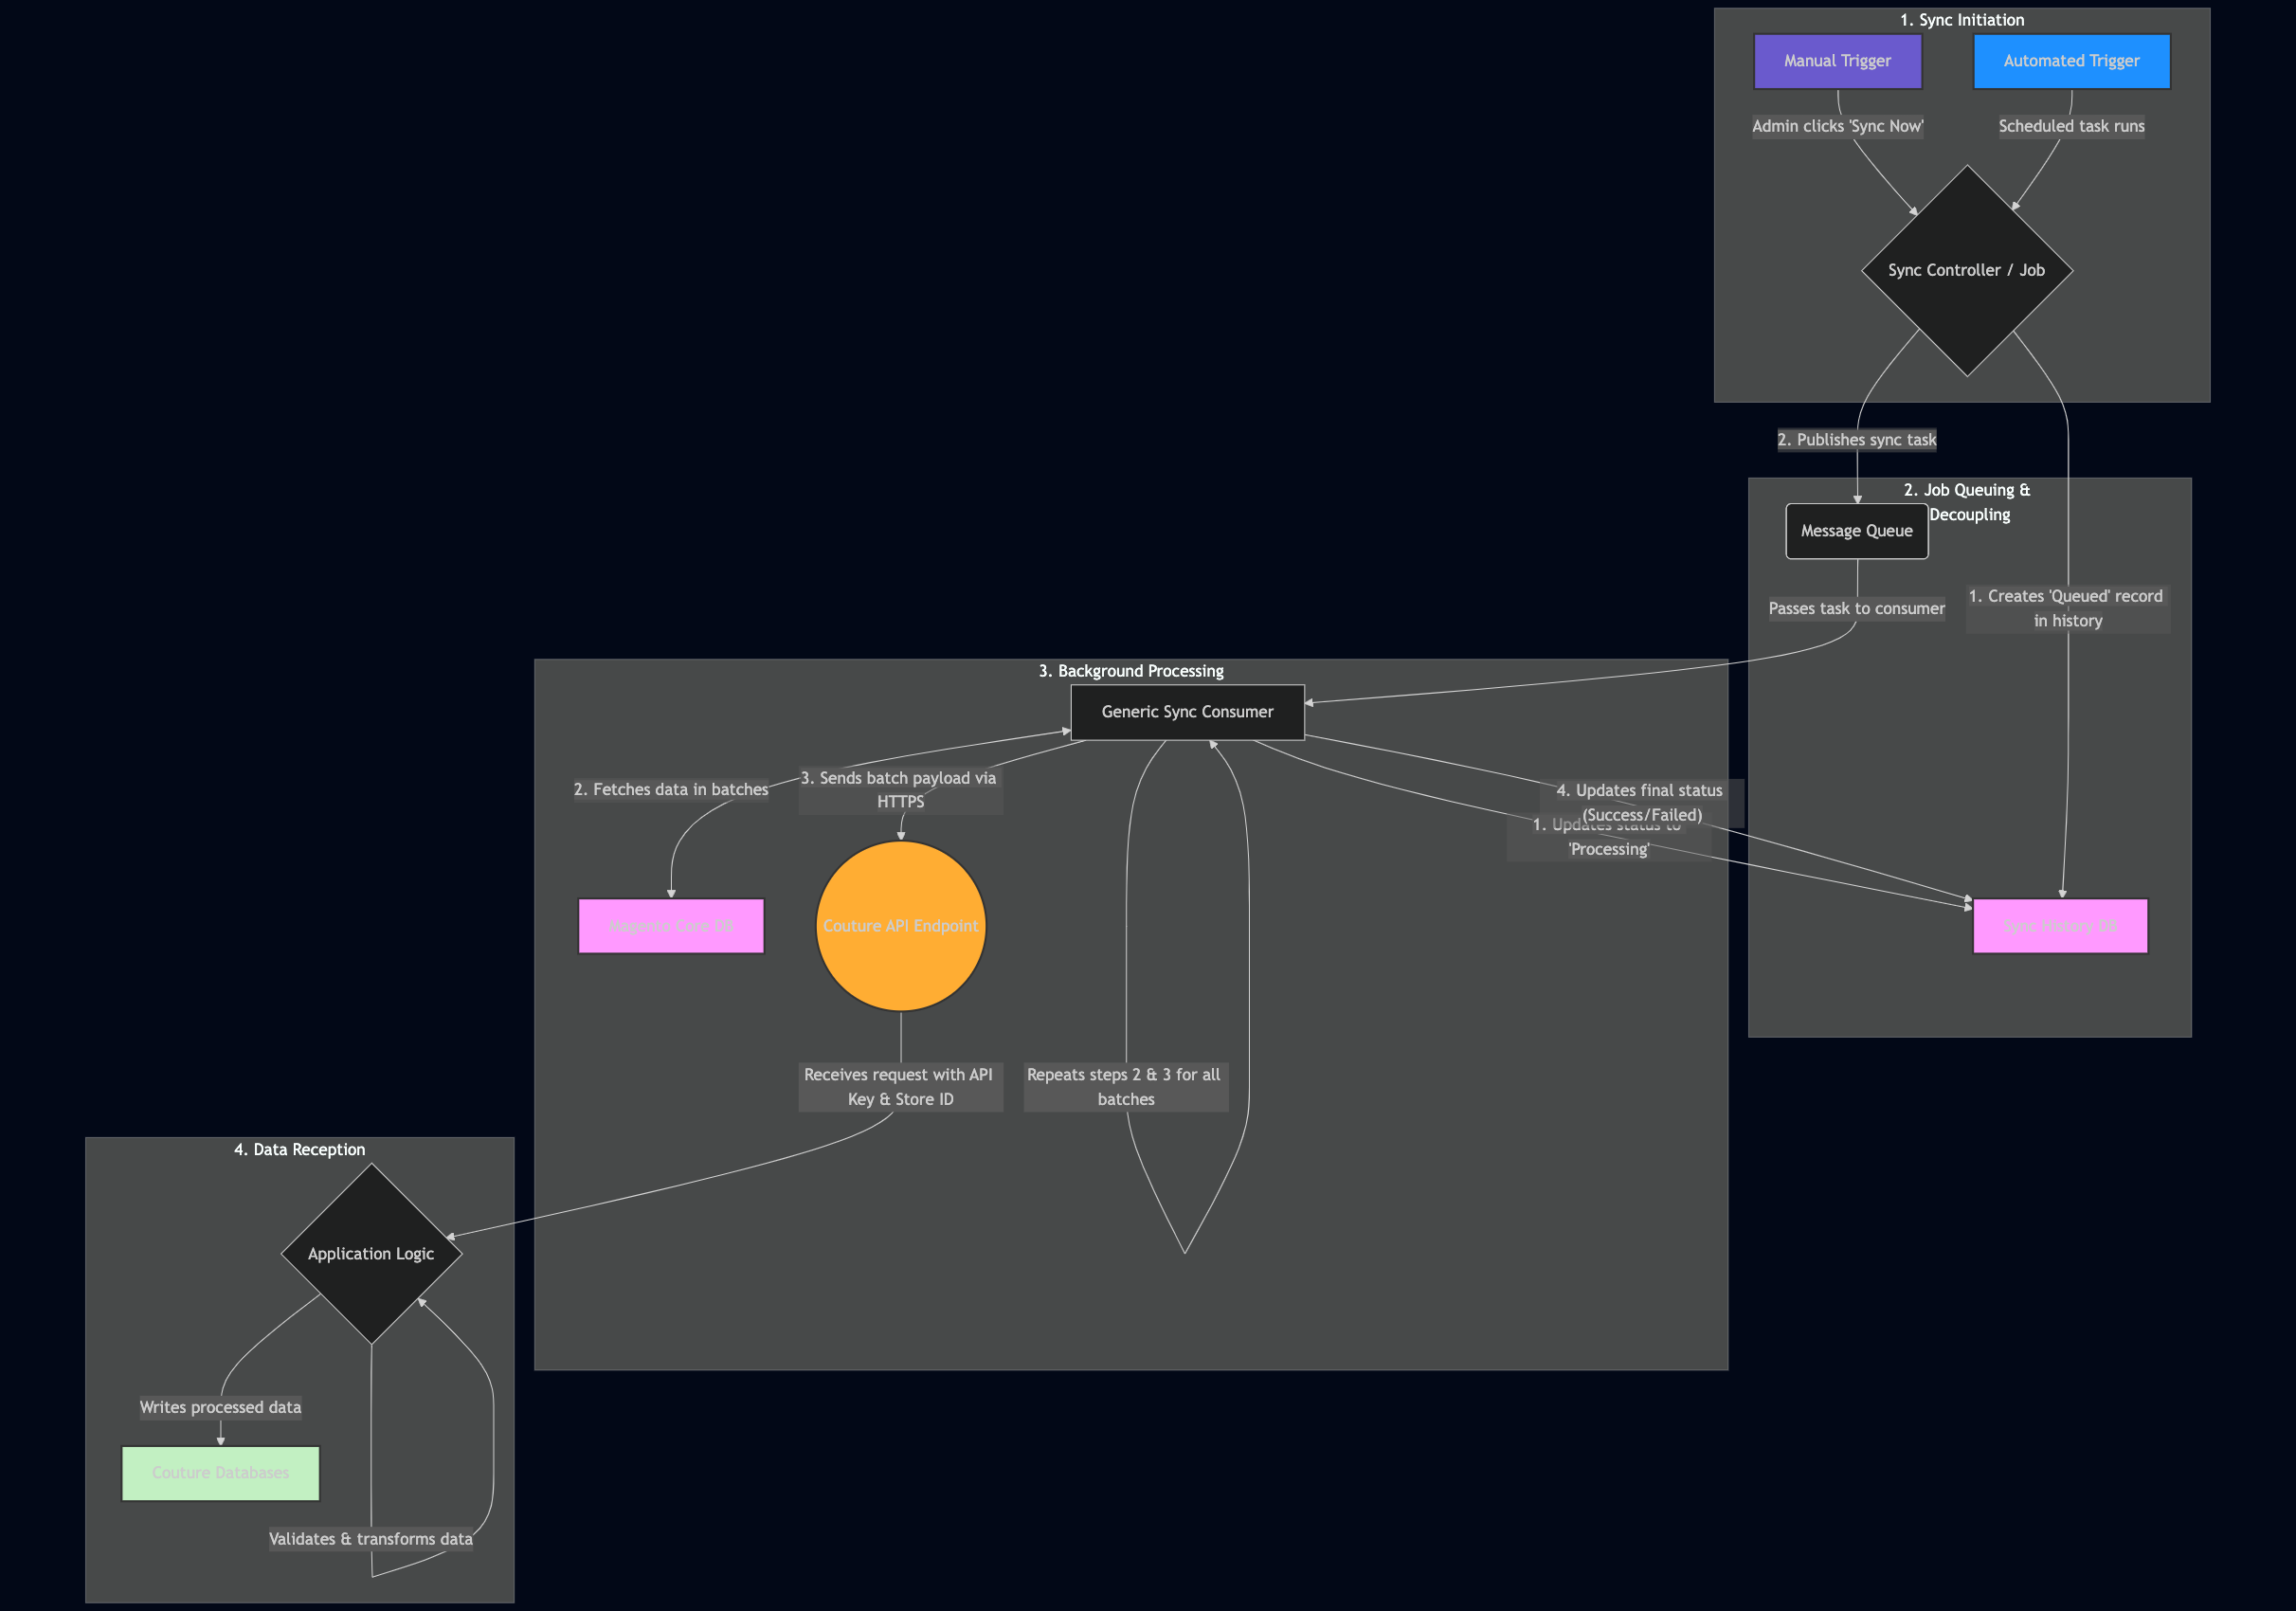 1. Sync Initiation
Manual Trigger
Automated Trigger
Admin clicks 'Sync Now'
Scheduled task runs
Sync Controller / Job
2. Publishes sync task
2. Job Queuing &
Decoupling
Message Queue
Passes task to consumer
1. Creates 'Queued' record
in history
3. Background Processing
Generic Sync Consumer
2. Fetches data in batches
3. Sends batch payload via
HTTPS
4. Updates final status
(Success/Failed)
1. Updates status to
'Processing'
Magento Core DB
Couture API Endpoint
Sync History DB
Receives request with API
Key & Store ID
Repeats steps 2 & 3 for all
batches
4. Data Reception
Application Logic
Writes processed data
Couture Databases
Validates & transforms data